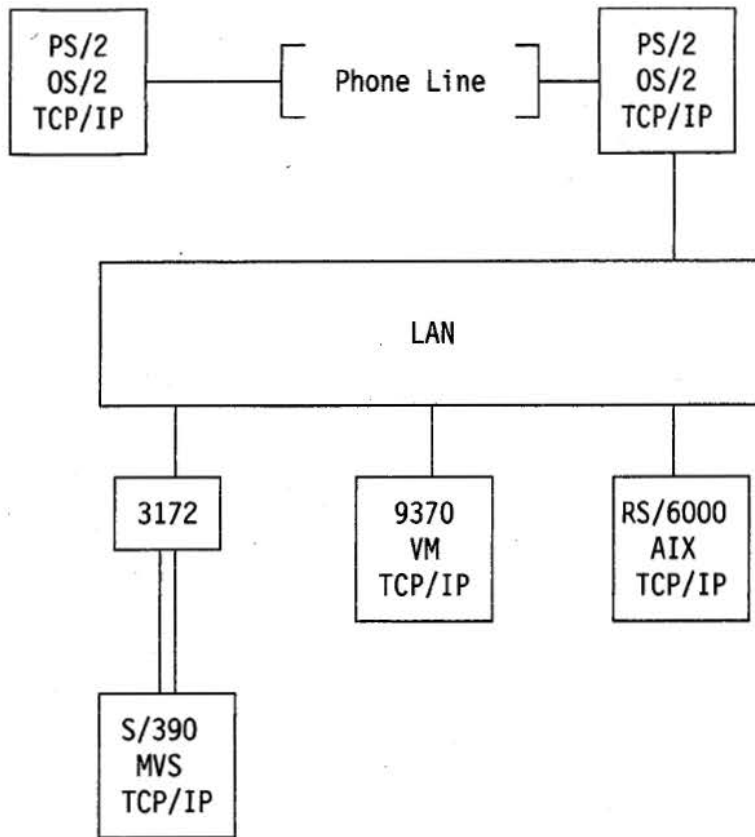 PS/2
OS/2
TCP/IP
Phone Line
PS/2
OS/2
TCP/IP
LAN
3172
9370
VM
TCP/IP
RS/6000
AIX
TCP/IP
S/390
MVS
TCP/IP